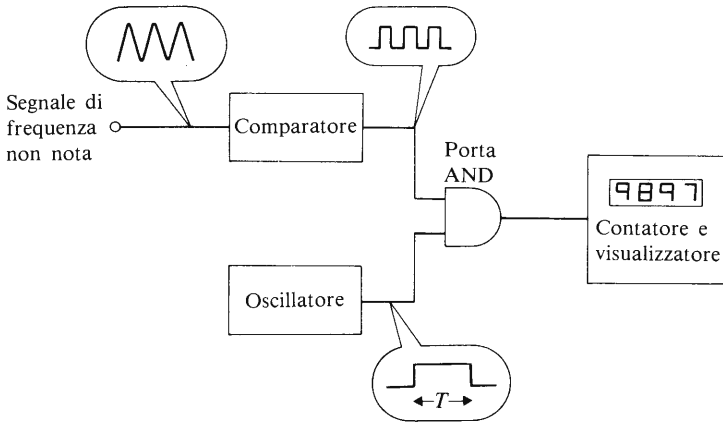 Segnale di
frequenza
non nota
Comparatore
Porta
AND
9897
Contatore e
visualizzatore
Oscillatore
T